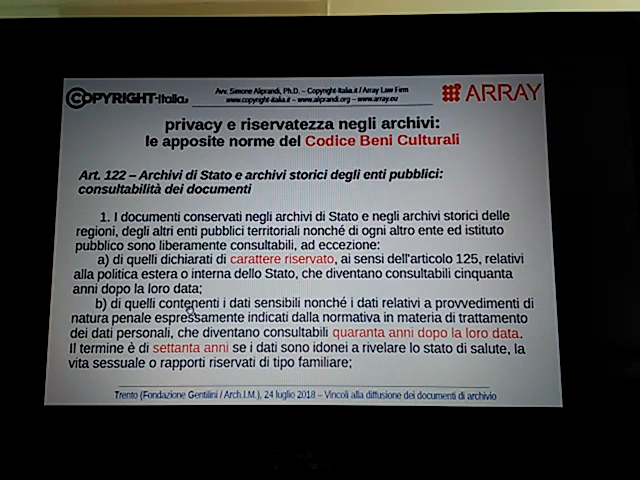 COPYRIGHT-Italia.it
Avv. Simone Aliprandi, Ph.D. – Copyright-Italia.it / Array Law Firm
www.copyright-italia.it – www.aliprandi.org – www.array.eu
ARRAY
privacy e riservatezza negli archivi:
le apposite norme del Codice Beni Culturali
Art. 122 – Archivi di Stato e archivi storici degli enti pubblici:
consultabilità dei documenti
1. I documenti conservati negli archivi di Stato e negli archivi storici delle
regioni, degli altri enti pubblici territoriali nonché di ogni altro ente ed istituto
pubblico sono liberamente consultabili, ad eccezione:
a) di quelli dichiarati di carattere riservato, ai sensi dell'articolo 125, relativi
alla politica estera o interna dello Stato, che diventano consultabili cinquanta
anni dopo la loro data;
b) di quelli contenenti i dati sensibili nonché i dati relativi a provvedimenti di
natura penale espressamente indicati dalla normativa in materia di trattamento
dei dati personali, che diventano consultabili quaranta anni dopo la loro data.
Il termine è di settanta anni se i dati sono idonei a rivelare lo stato di salute, la
vita sessuale o rapporti riservati di tipo familiare;
Trento (Fondazione Gentilini / Arch.I.M.), 24 luglio 2018 – Vincoli alla diffusione dei documenti di archivio